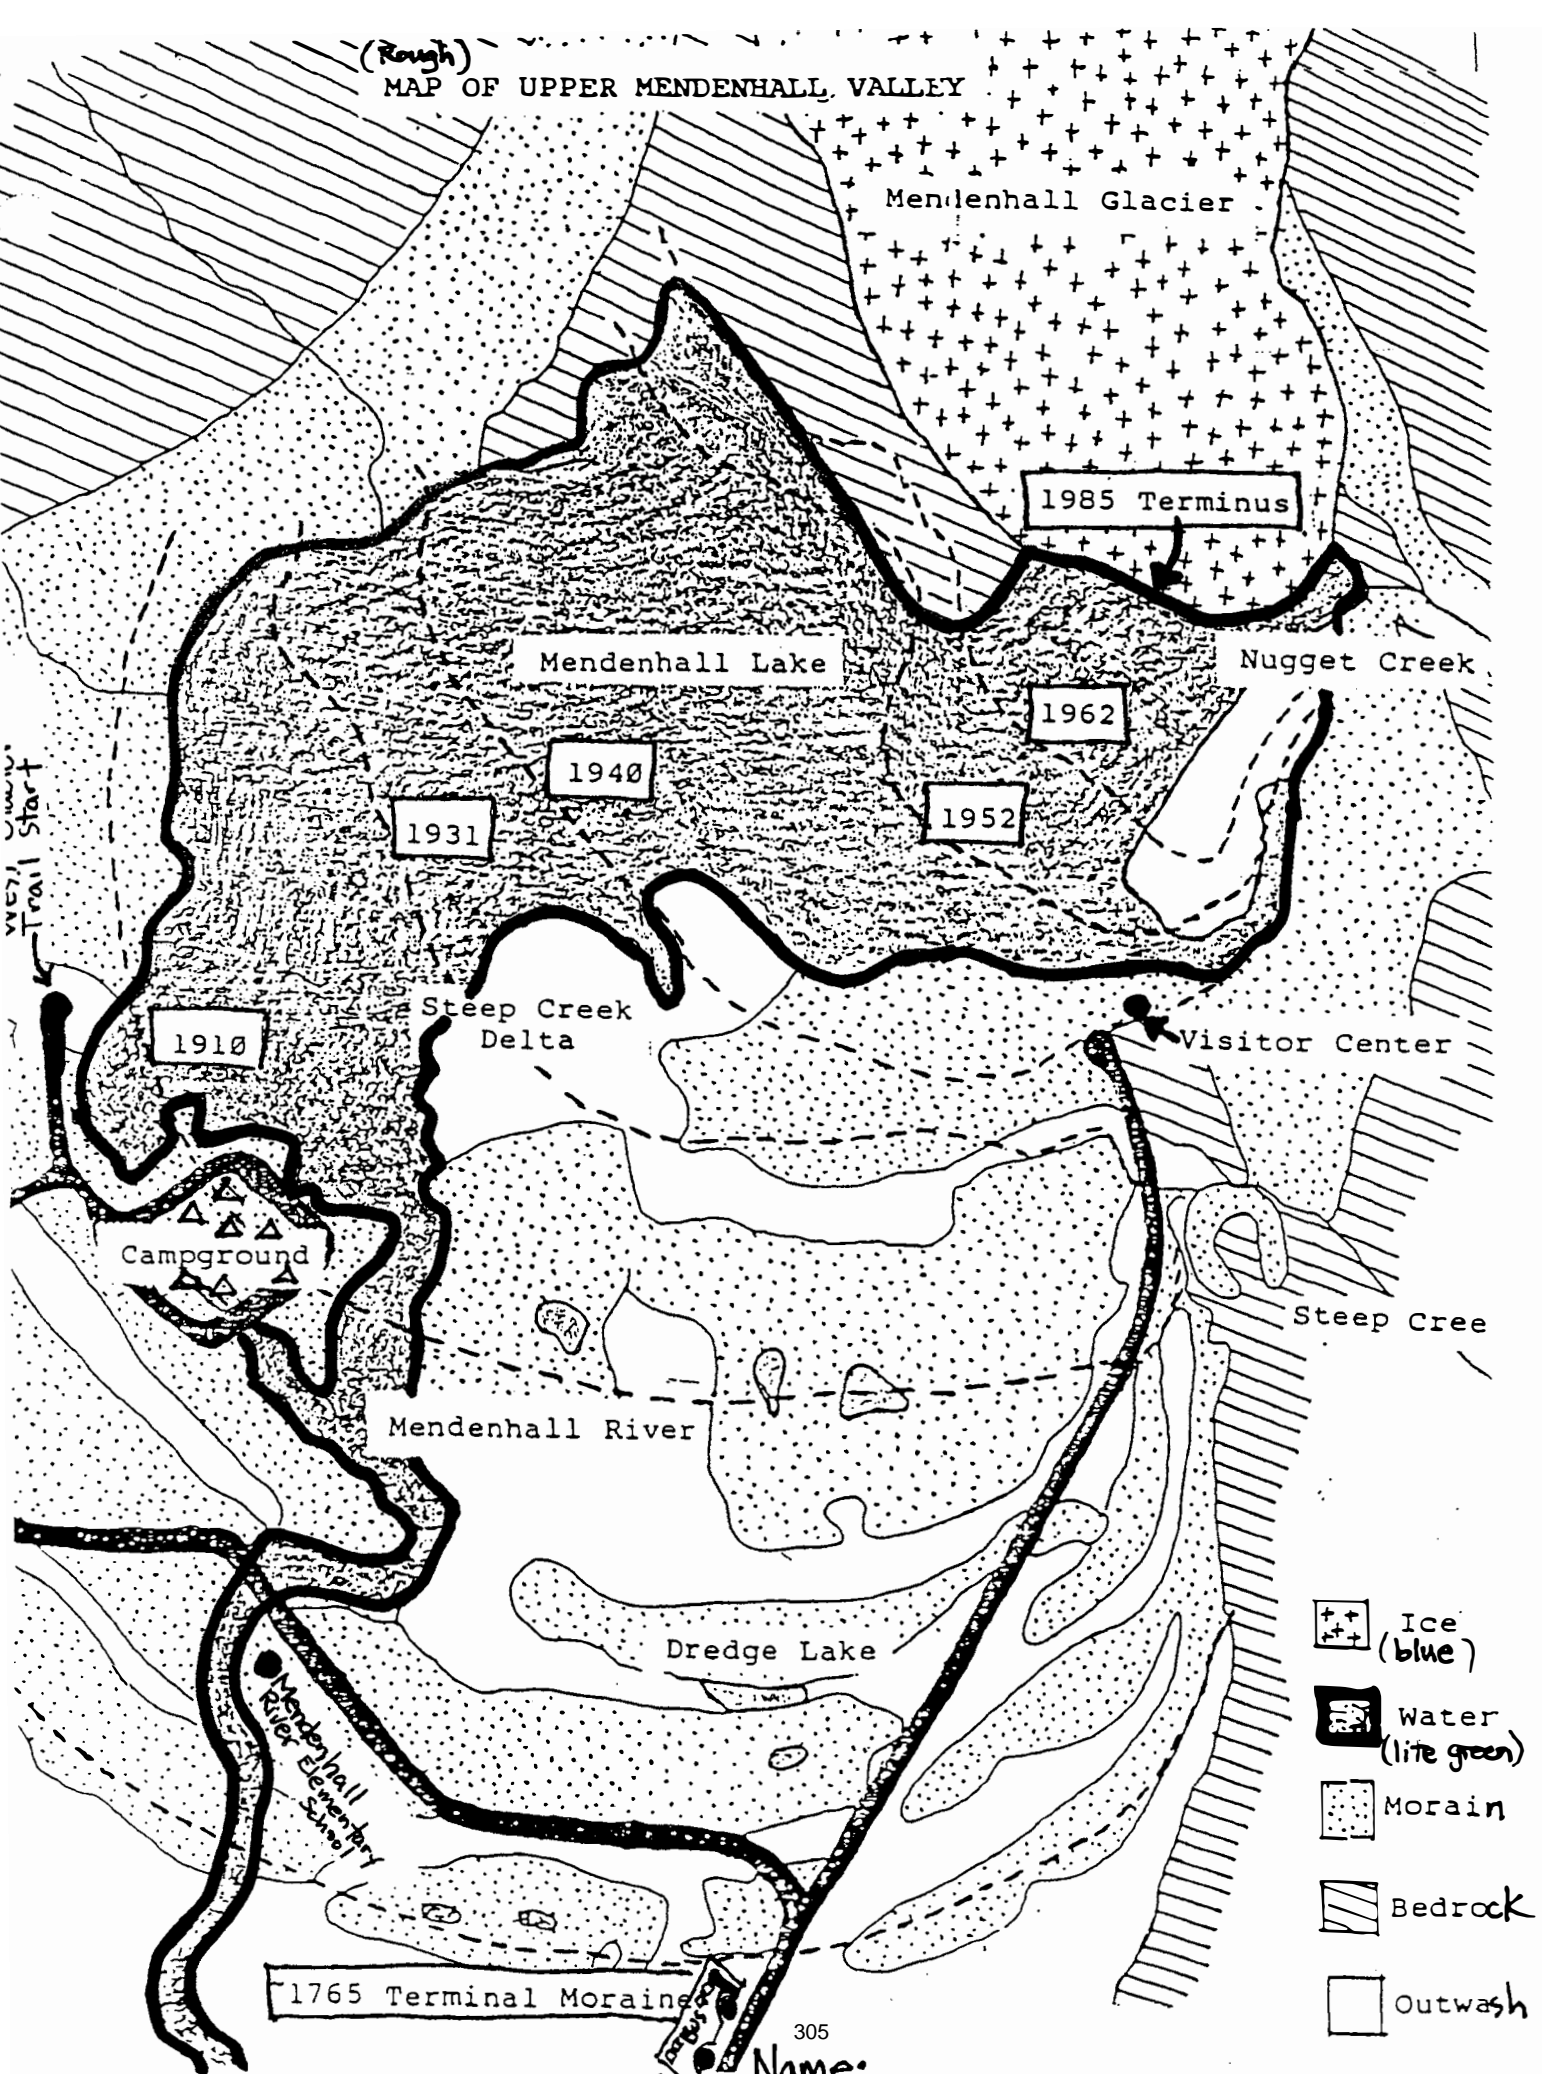 (Rough)
MAP OF UPPER MENDENHALL VALLEY
Mendenhall Glacier
1985 Terminus
Mendenhall Lake
Nugget Creek
1962
1940
1952
1931
Trail Start
1910
Steep Creek
Delta
Visitor Center
Campground
Steep Cree
Mendenhall River
Dredge Lake
Mendenhall
River Elementary
School
1765 Terminal Moraine
BUS
Ice
(blue)
Water
(lite green)
Morain
Bedrock
Outwash
305
Name: